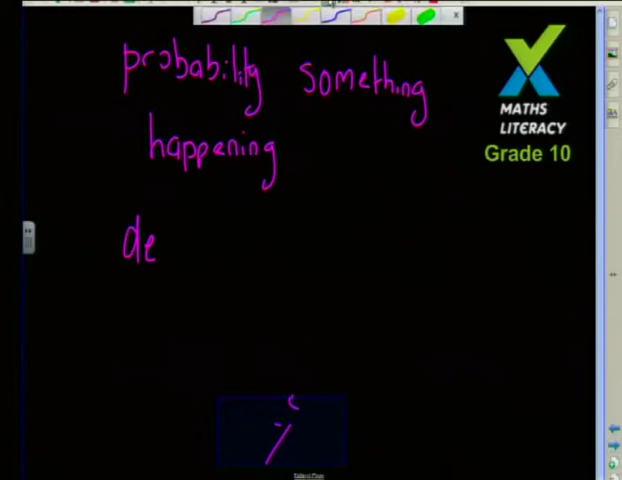 probability something
happening
de
MATHS
LITERACY
Grade 10